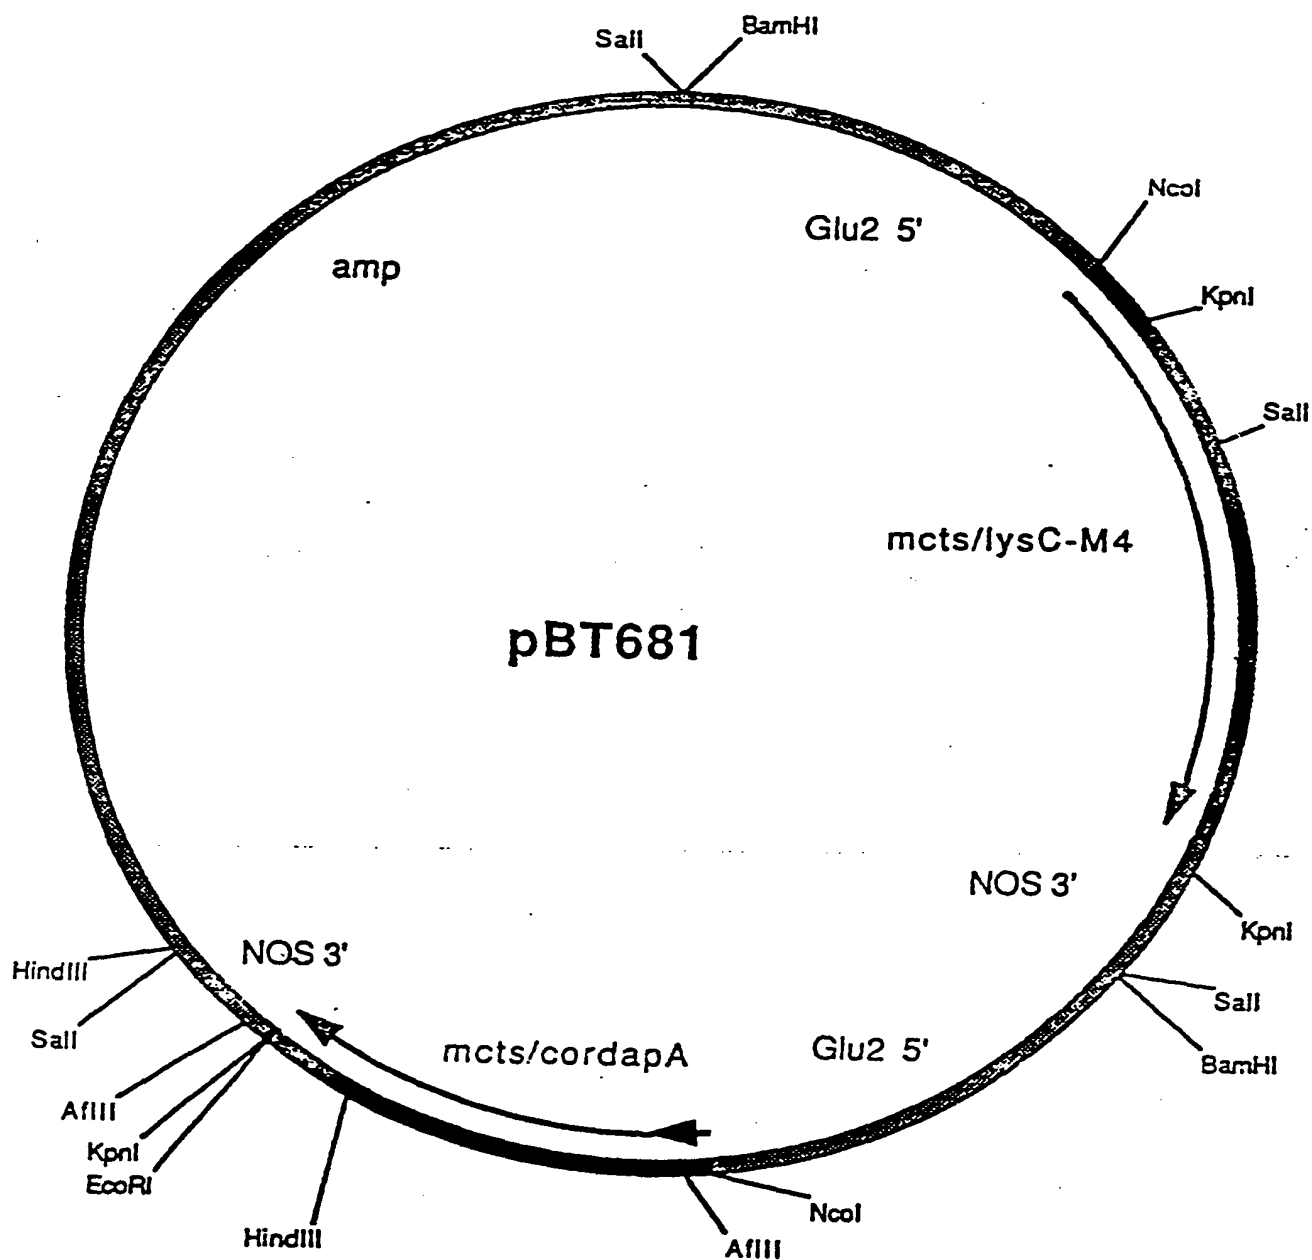 SalI
BamHI
NcoI
Glu2 5'
amp
KpnI
SalI
mcts/lysC-M4
pBT681
NOS 3'
KpnI
NOS 3'
HindIII
SalI
SalI
mcts/cordapA
Glu2 5'
BamHI
AflII
KpnI
EcoRI
NcoI
HindIII
AflII